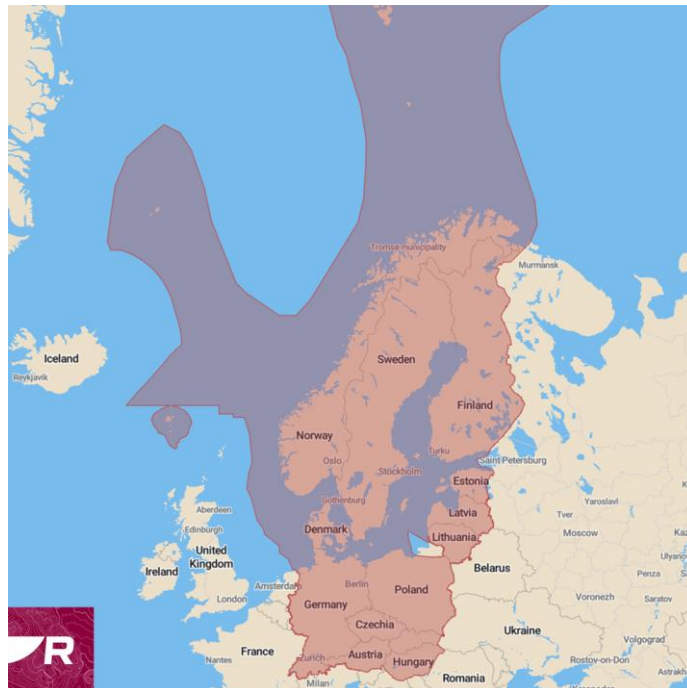 Tromsø municipality
Murmansk
Iceland
Reykjavik
Sweden
Finland
Norway
Oslo
Turku
Stockholm
Saint Petersburg
Estonia
Gothenburg
Aberdeen
Edinburgh
Denmark
Latvia
Lithuania
Tver
Yaroslavl
Moscow
Ireland
United
Kingdom
London
Amsterdam
Berlin
Germany
Poland
Belarus
Penza
Saratov
Voronezh
Czechia
France
Nantes
Zurich
Austria
Hungary
Milan
Ukraine
Romania
Volgograd
Rostov-on-Don
R